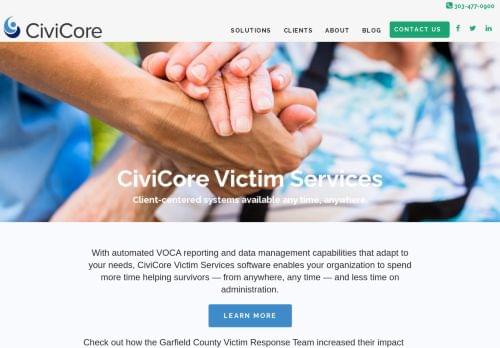 303-477-0900
CiviCore
SOLUTIONS CLIENTS ABOUT BLOG CONTACT US
CiviCore Victim Services
Client-centered systems available any time, anywhere.
With automated VOCA reporting and data management capabilities that adapt to
your needs, CiviCore Victim Services software enables your organization to spend
more time helping survivors — from anywhere, any time — and less time on
administration.
LEARN MORE
Check out how the Garfield County Victim Response Team increased their impact